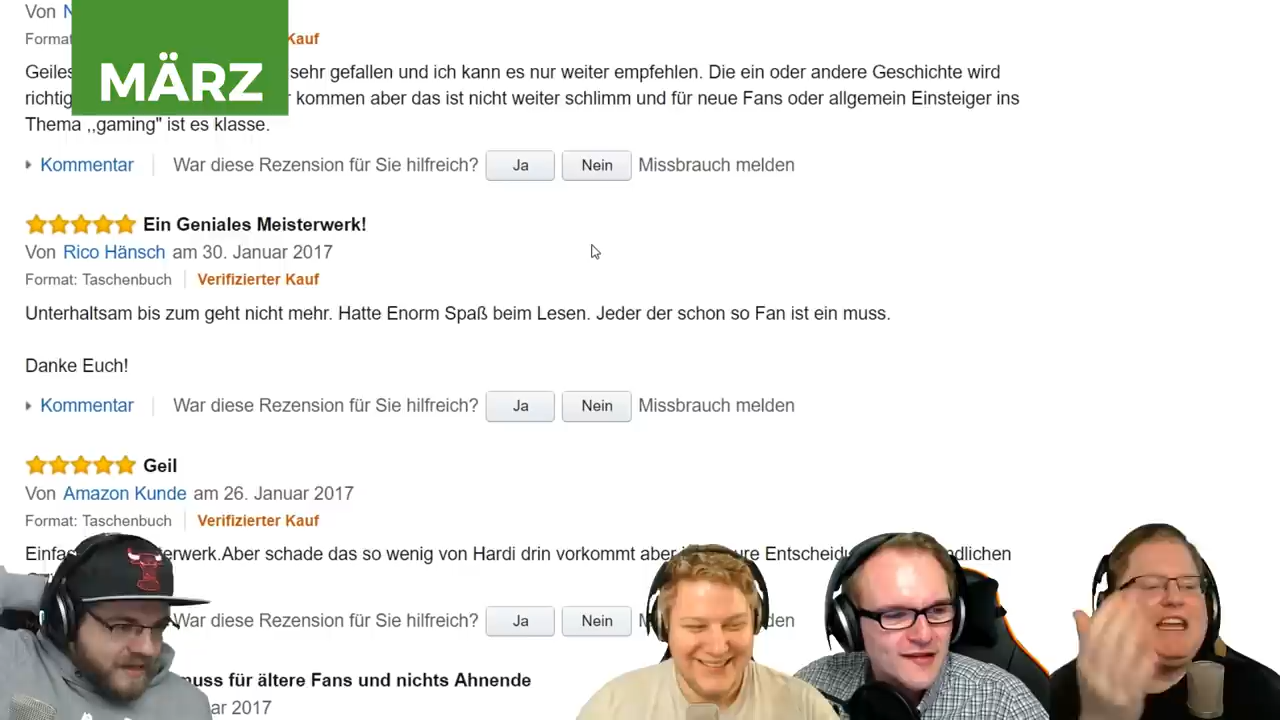 Von
MÄRZ
Format Kauf
Geiles sehr gefallen und ich kann es nur weiter empfehlen. Die ein oder andere Geschichte wird
richtig kommen aber das ist nicht weiter schlimm und für neue Fans oder allgemein Einsteiger ins
Thema ,,gaming" ist es klasse.
Kommentar War diese Rezension für Sie hilfreich? Ja Nein Missbrauch melden
Ein Geniales Meisterwerk!
Von Rico Hänsch am 30. Januar 2017
Format: Taschenbuch Verifizierter Kauf
Unterhaltsam bis zum geht nicht mehr. Hatte Enorm Spaß beim Lesen. Jeder der schon so Fan ist ein muss.
Danke Euch!
Kommentar War diese Rezension für Sie hilfreich? Ja Nein Missbrauch melden
Geil
Von Amazon Kunde am 26. Januar 2017
Format: Taschenbuch Verifizierter Kauf
erwerk.Aber schade das so wenig von Hardi drin vorkommt aber eure Entscheidu ndlichen
War diese Rezension für Sie hilfreich? Ja Nein den
muss für ältere Fans und nichts Ahnende
ar 2017